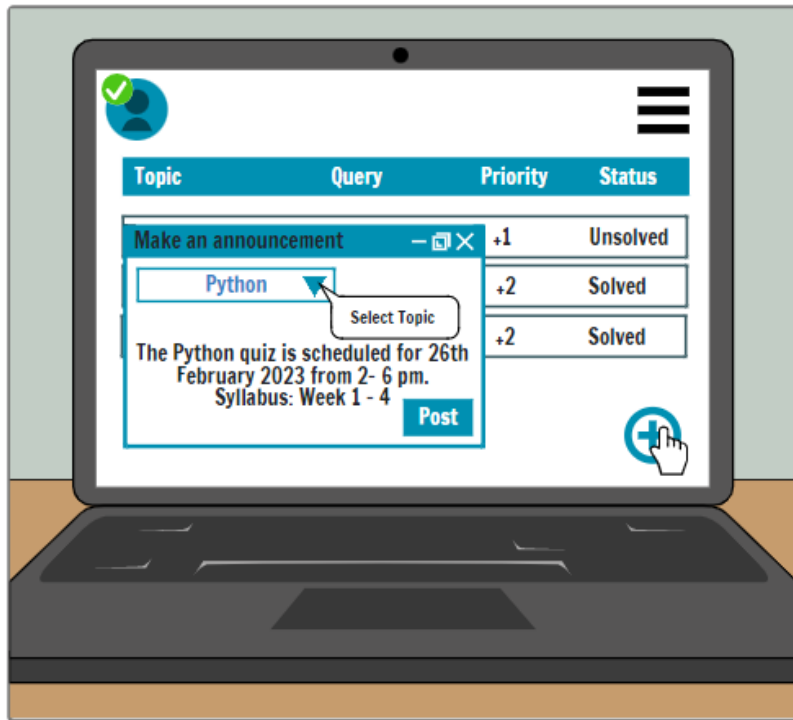 Topic Query Priority Status
Make an announcement
+1 Unsolved
Python
+2 Solved
Select Topic
+2 Solved
The Python quiz is scheduled for 26th
February 2023 from 2- 6 pm.
Syllabus: Week 1 - 4
Post